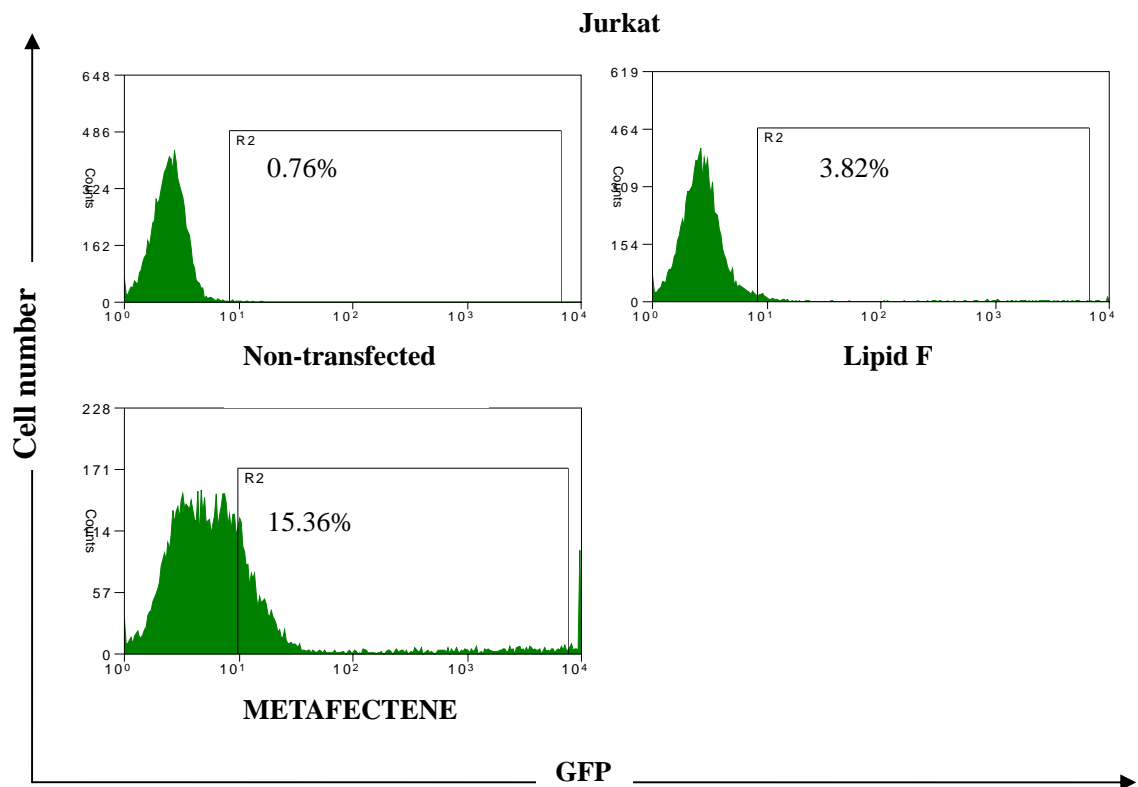 Jurkat
648
486
324
162
0
Counts
R2
0.76%
10⁰ 10¹ 10² 10³ 10⁴
Non-transfected
619
464
309
154
0
Counts
R2
3.82%
10⁰ 10¹ 10² 10³ 10⁴
Lipid F
228
171
114
57
0
Counts
R2
15.36%
10⁰ 10¹ 10² 10³ 10⁴
METAFECTENE
Cell number
GFP